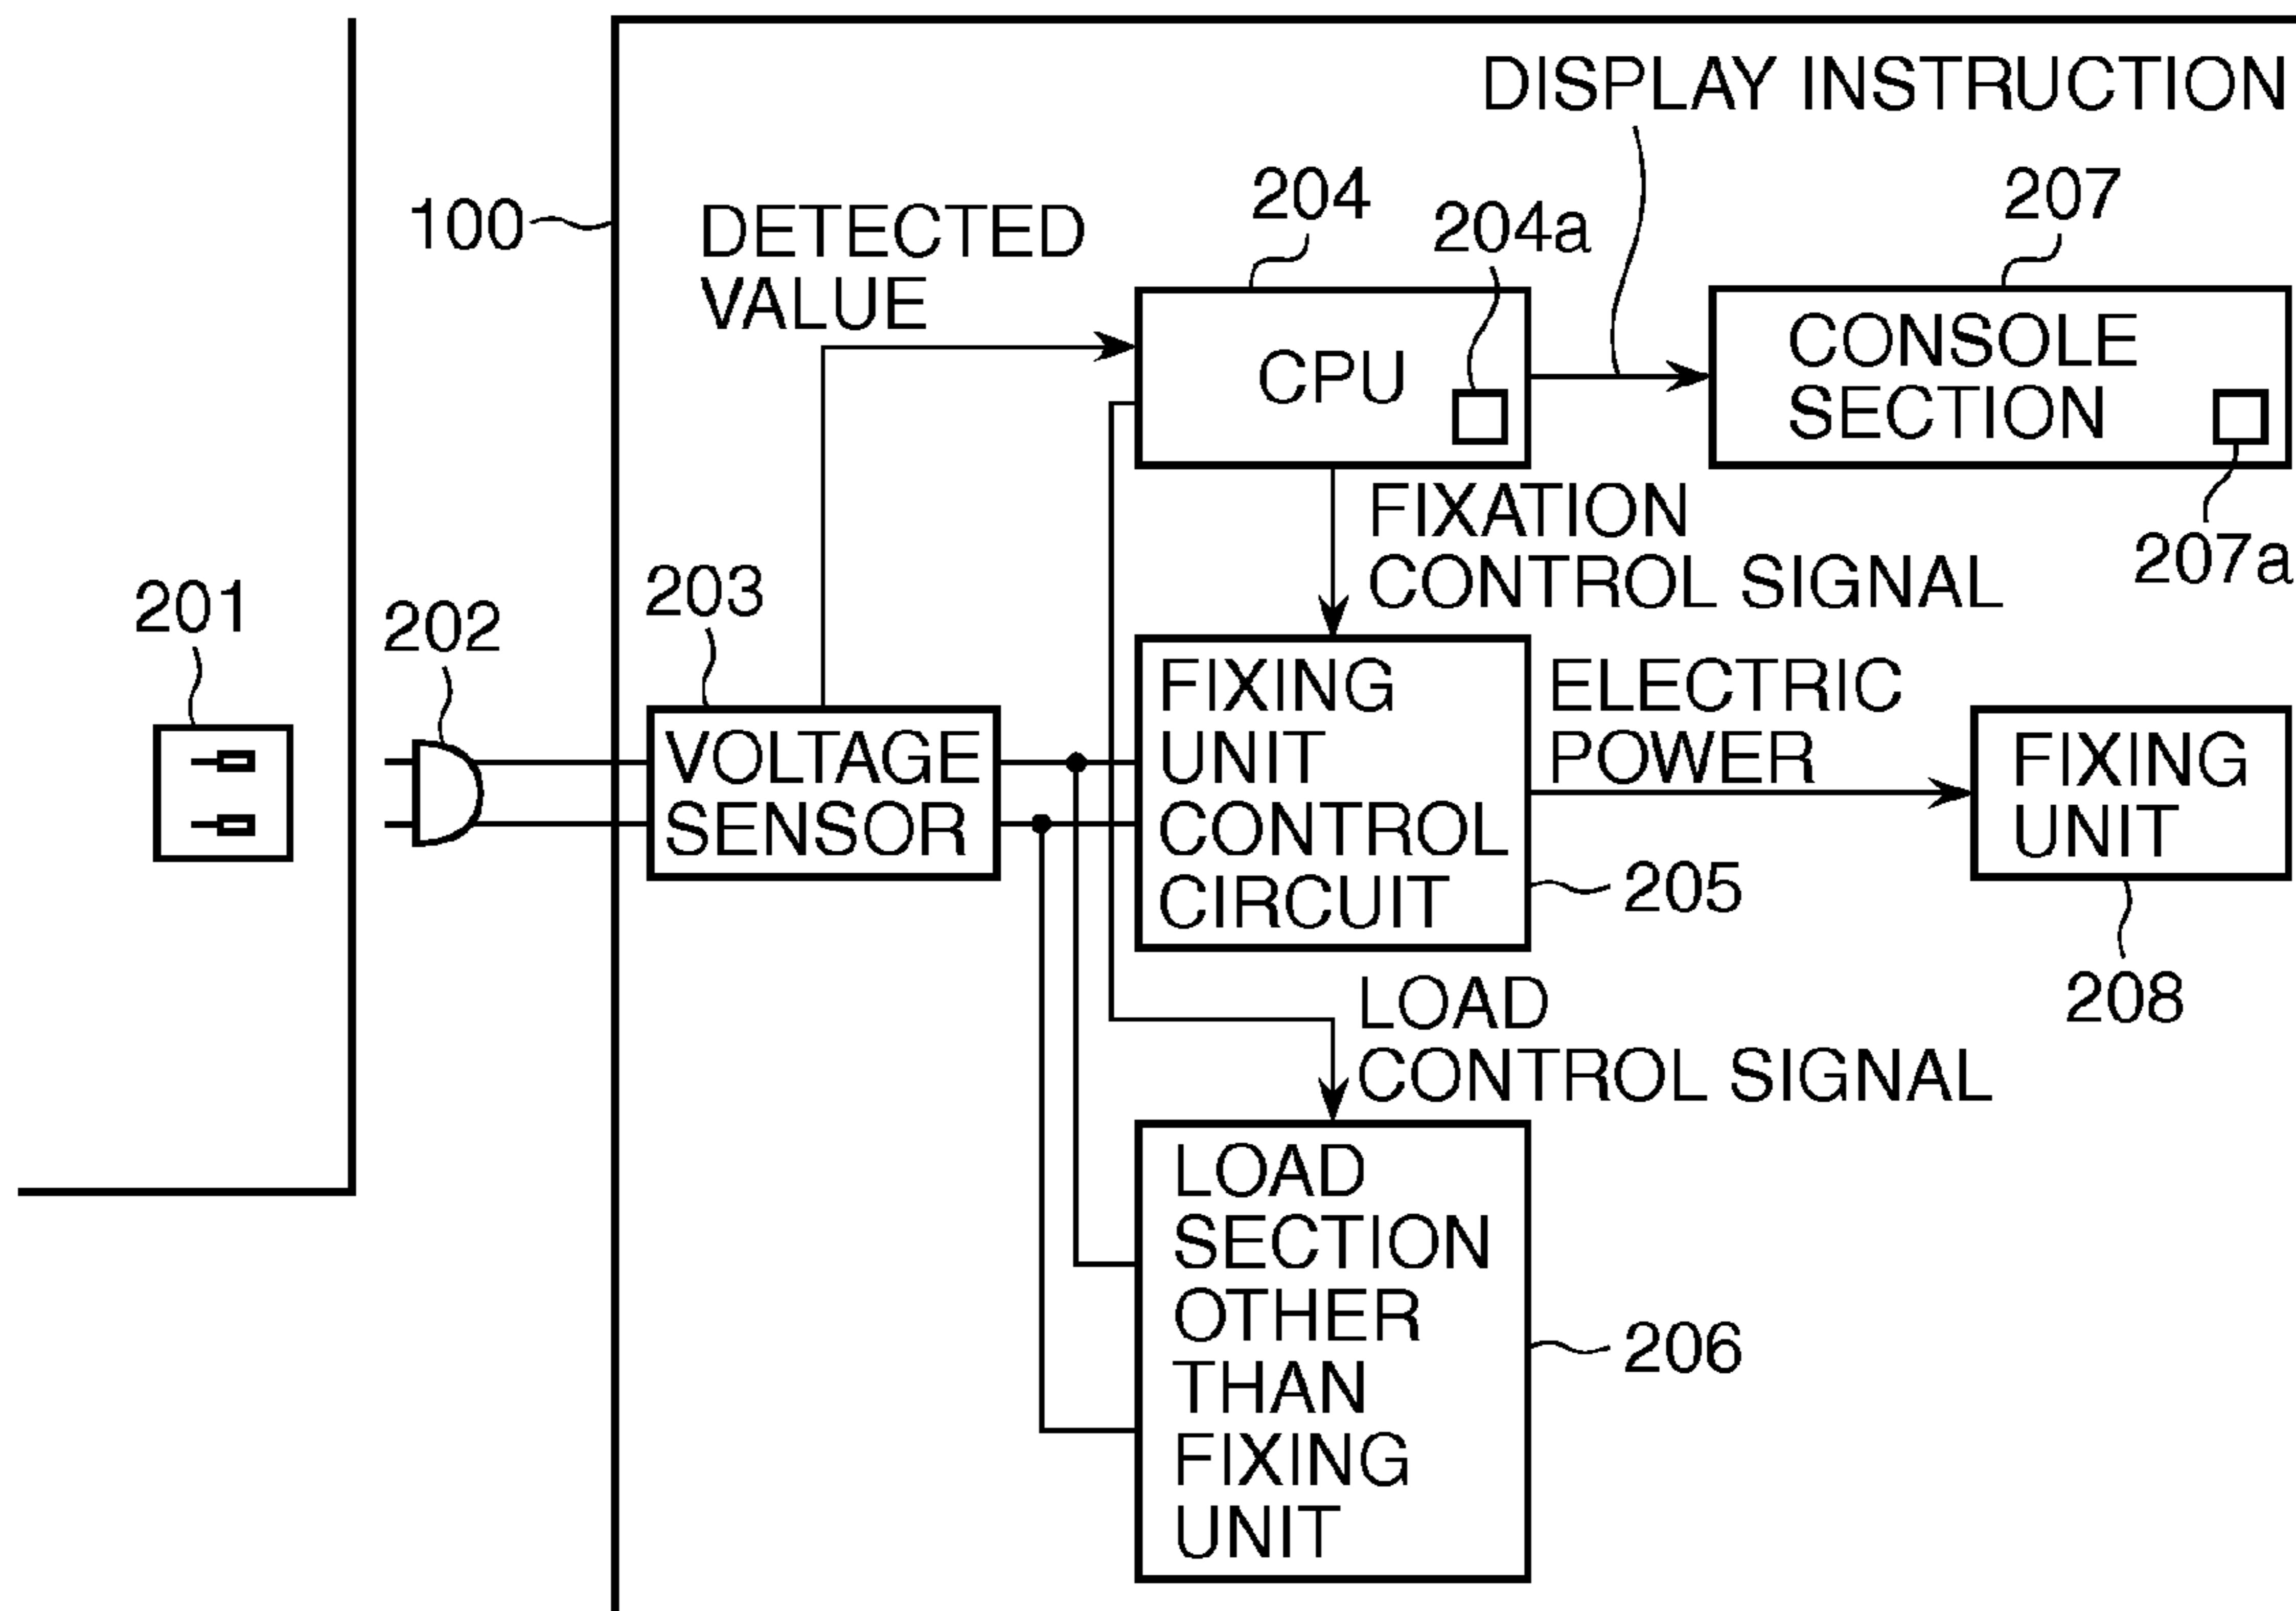 DISPLAY INSTRUCTION
100
DETECTED
VALUE
204
204a
207
CPU
CONSOLE
SECTION
207a
FIXATION
CONTROL SIGNAL
201
202
203
VOLTAGE
SENSOR
FIXING
UNIT
CONTROL
CIRCUIT
ELECTRIC
POWER
FIXING
UNIT
205
208
LOAD
CONTROL SIGNAL
LOAD
SECTION
OTHER
THAN
FIXING
UNIT
206